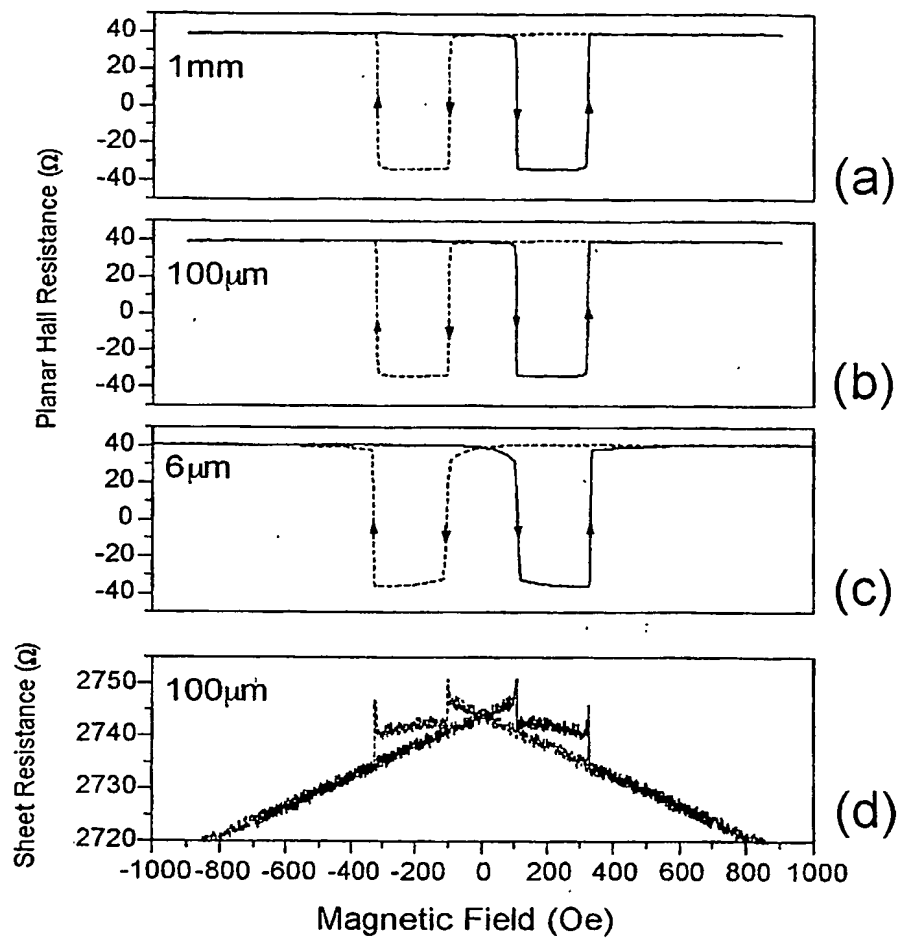 Planar Hall Resistance (Ω)
40
20
0
-20
-40
1mm
(a)
40
20
0
-20
-40
100μm
(b)
40
20
0
-20
-40
6μm
(c)
Sheet Resistance (Ω)
2750
2740
2730
2720
100μm
(d)
-1000 -800 -600 -400 -200 0 200 400 600 800 1000
Magnetic Field (Oe)